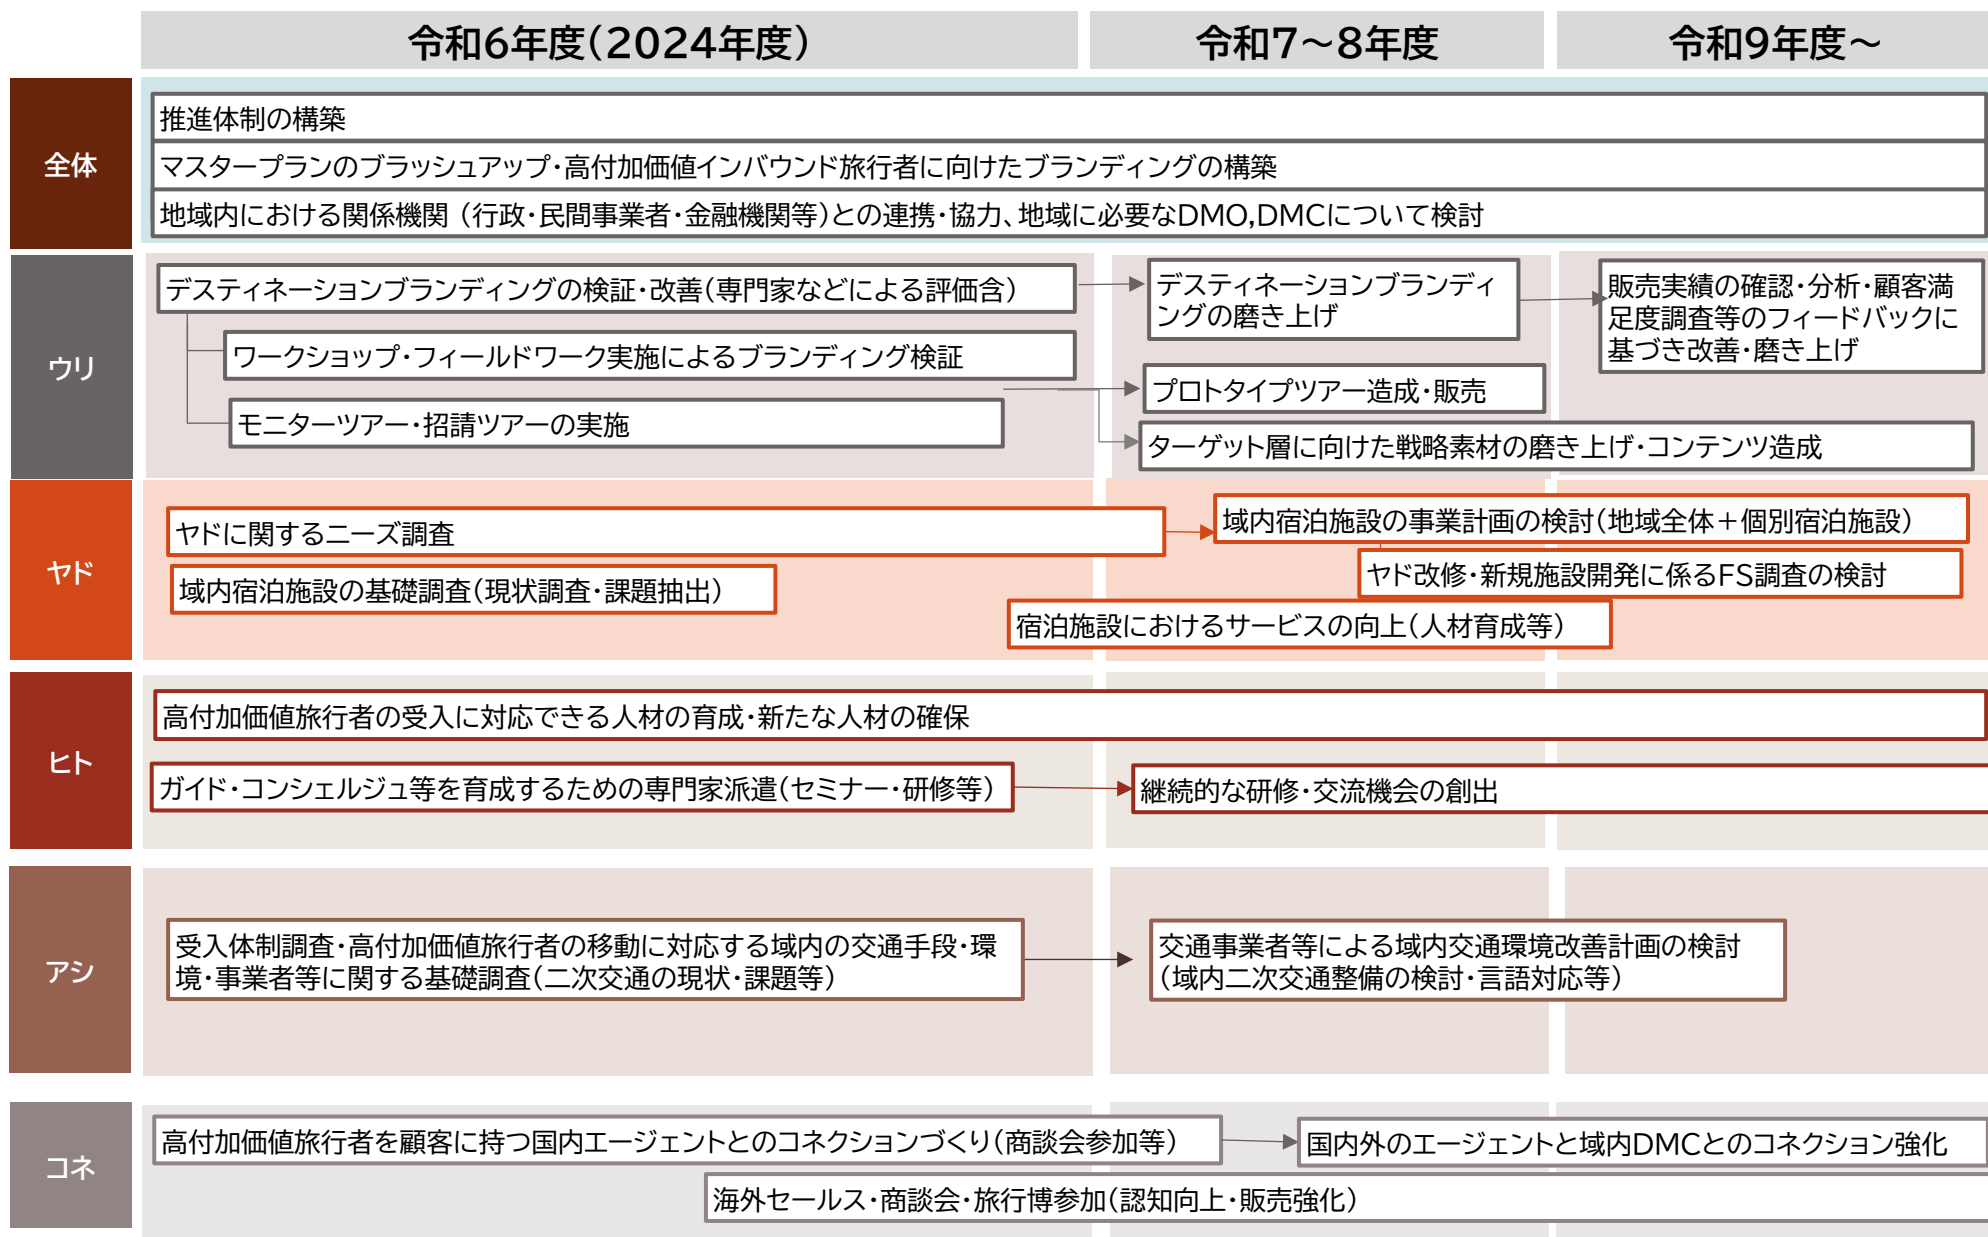 令和6年度（2024年度）
令和7～8年度
令和9年度～
全体
推進体制の構築
マスタープランのブラッシュアップ・高付加価値インバウンド旅行者に向けたブランディングの構築
地域内における関係機関（行政・民間事業者・金融機関等）との連携・協力、地域に必要なDMO,DMCについて検討
ウリ
デスティネーションブランディングの検証・改善（専門家などによる評価含）
ワークショップ・フィールドワーク実施によるブランディング検証
モニターツアー・招請ツアーの実施
デスティネーションブランディ
ングの磨き上げ
プロトタイプツアー造成・販売
ターゲット層に向けた戦略素材の磨き上げ・コンテンツ造成
販売実績の確認・分析・顧客満
足度調査等のフィードバックに
基づき改善・磨き上げ
ヤド
ヤドに関するニーズ調査
域内宿泊施設の基礎調査（現状調査・課題抽出）
域内宿泊施設の事業計画の検討（地域全体＋個別宿泊施設）
ヤド改修・新規施設開発に係るFS調査の検討
宿泊施設におけるサービスの向上（人材育成等）
ヒト
高付加価値旅行者の受入に対応できる人材の育成・新たな人材の確保
ガイド・コンシェルジュ等を育成するための専門家派遣（セミナー・研修等）
継続的な研修・交流機会の創出
アシ
受入体制調査・高付加価値旅行者の移動に対応する域内の交通手段・環
境・事業者等に関する基礎調査（二次交通の現状・課題等）
交通事業者等による域内交通環境改善計画の検討
（域内二次交通整備の検討・言語対応等）
コネ
高付加価値旅行者を顧客に持つ国内エージェントとのコネクションづくり（商談会参加等）
国内外のエージェントと域内DMCとのコネクション強化
海外セールス・商談会・旅行博参加（認知向上・販売強化）